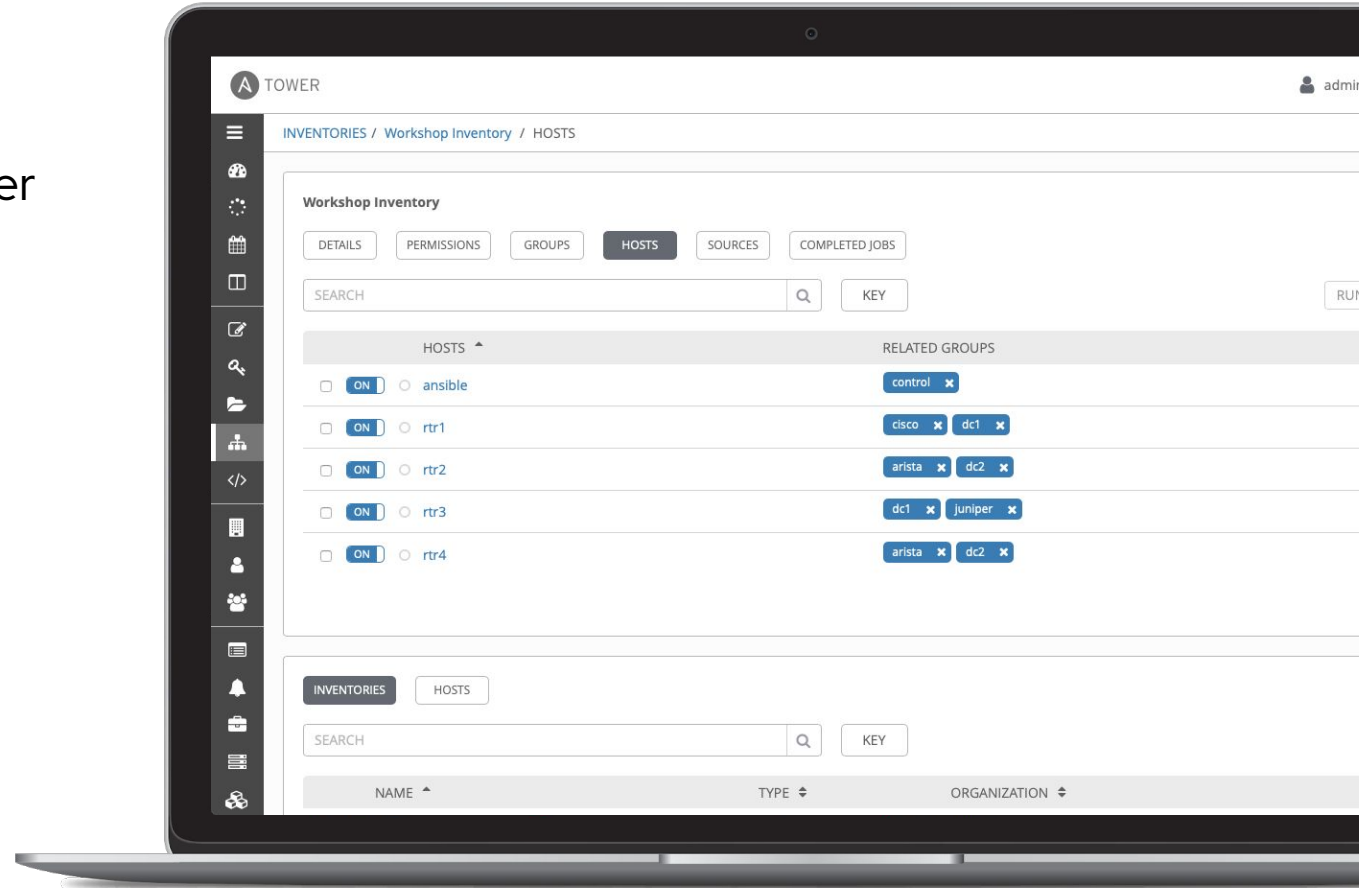 er
TOWER
admin
INVENTORIES / Workshop Inventory / HOSTS
Workshop Inventory
DETAILS PERMISSIONS GROUPS HOSTS SOURCES COMPLETED JOBS
SEARCH KEY RUN
HOSTS RELATED GROUPS
ON ansible control
ON rtr1 cisco dc1
ON rtr2 arista dc2
ON rtr3 dc1 juniper
ON rtr4 arista dc2
INVENTORIES HOSTS
SEARCH KEY
NAME TYPE ORGANIZATION